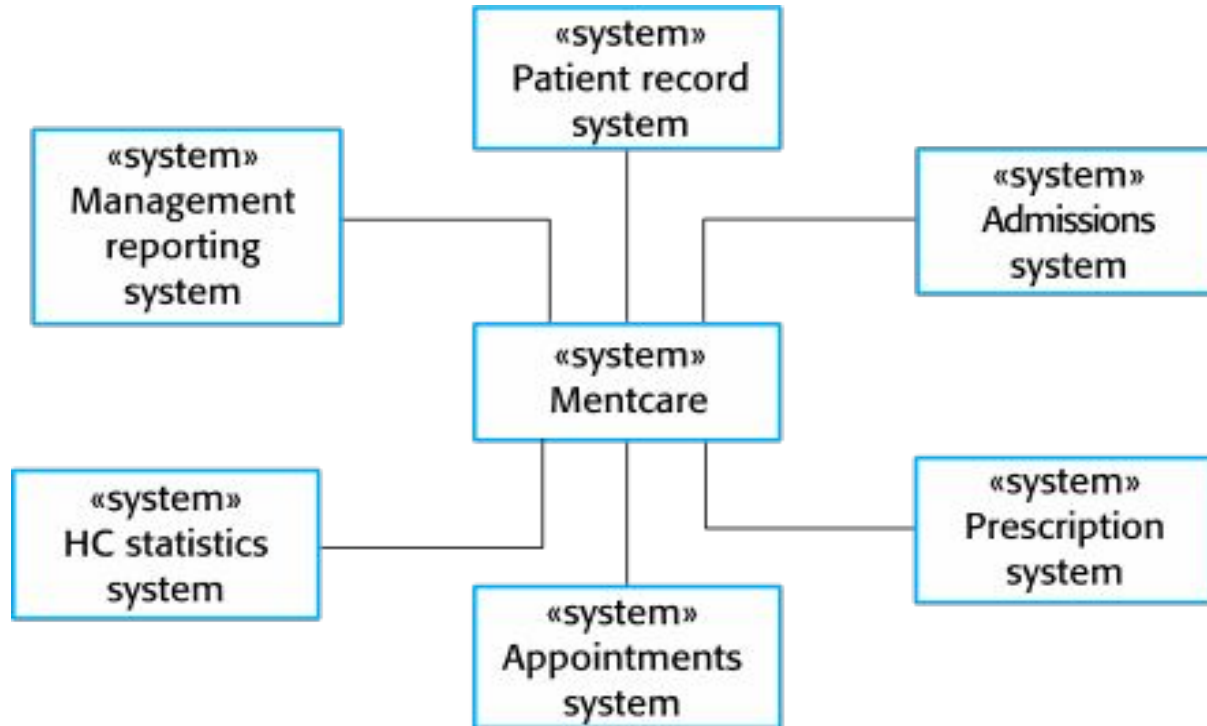 «system»
Patient record
system
«system»
Management
reporting
system
«system»
Admissions
system
«system»
Mentcare
«system»
HC statistics
system
«system»
Prescription
system
«system»
Appointments
system